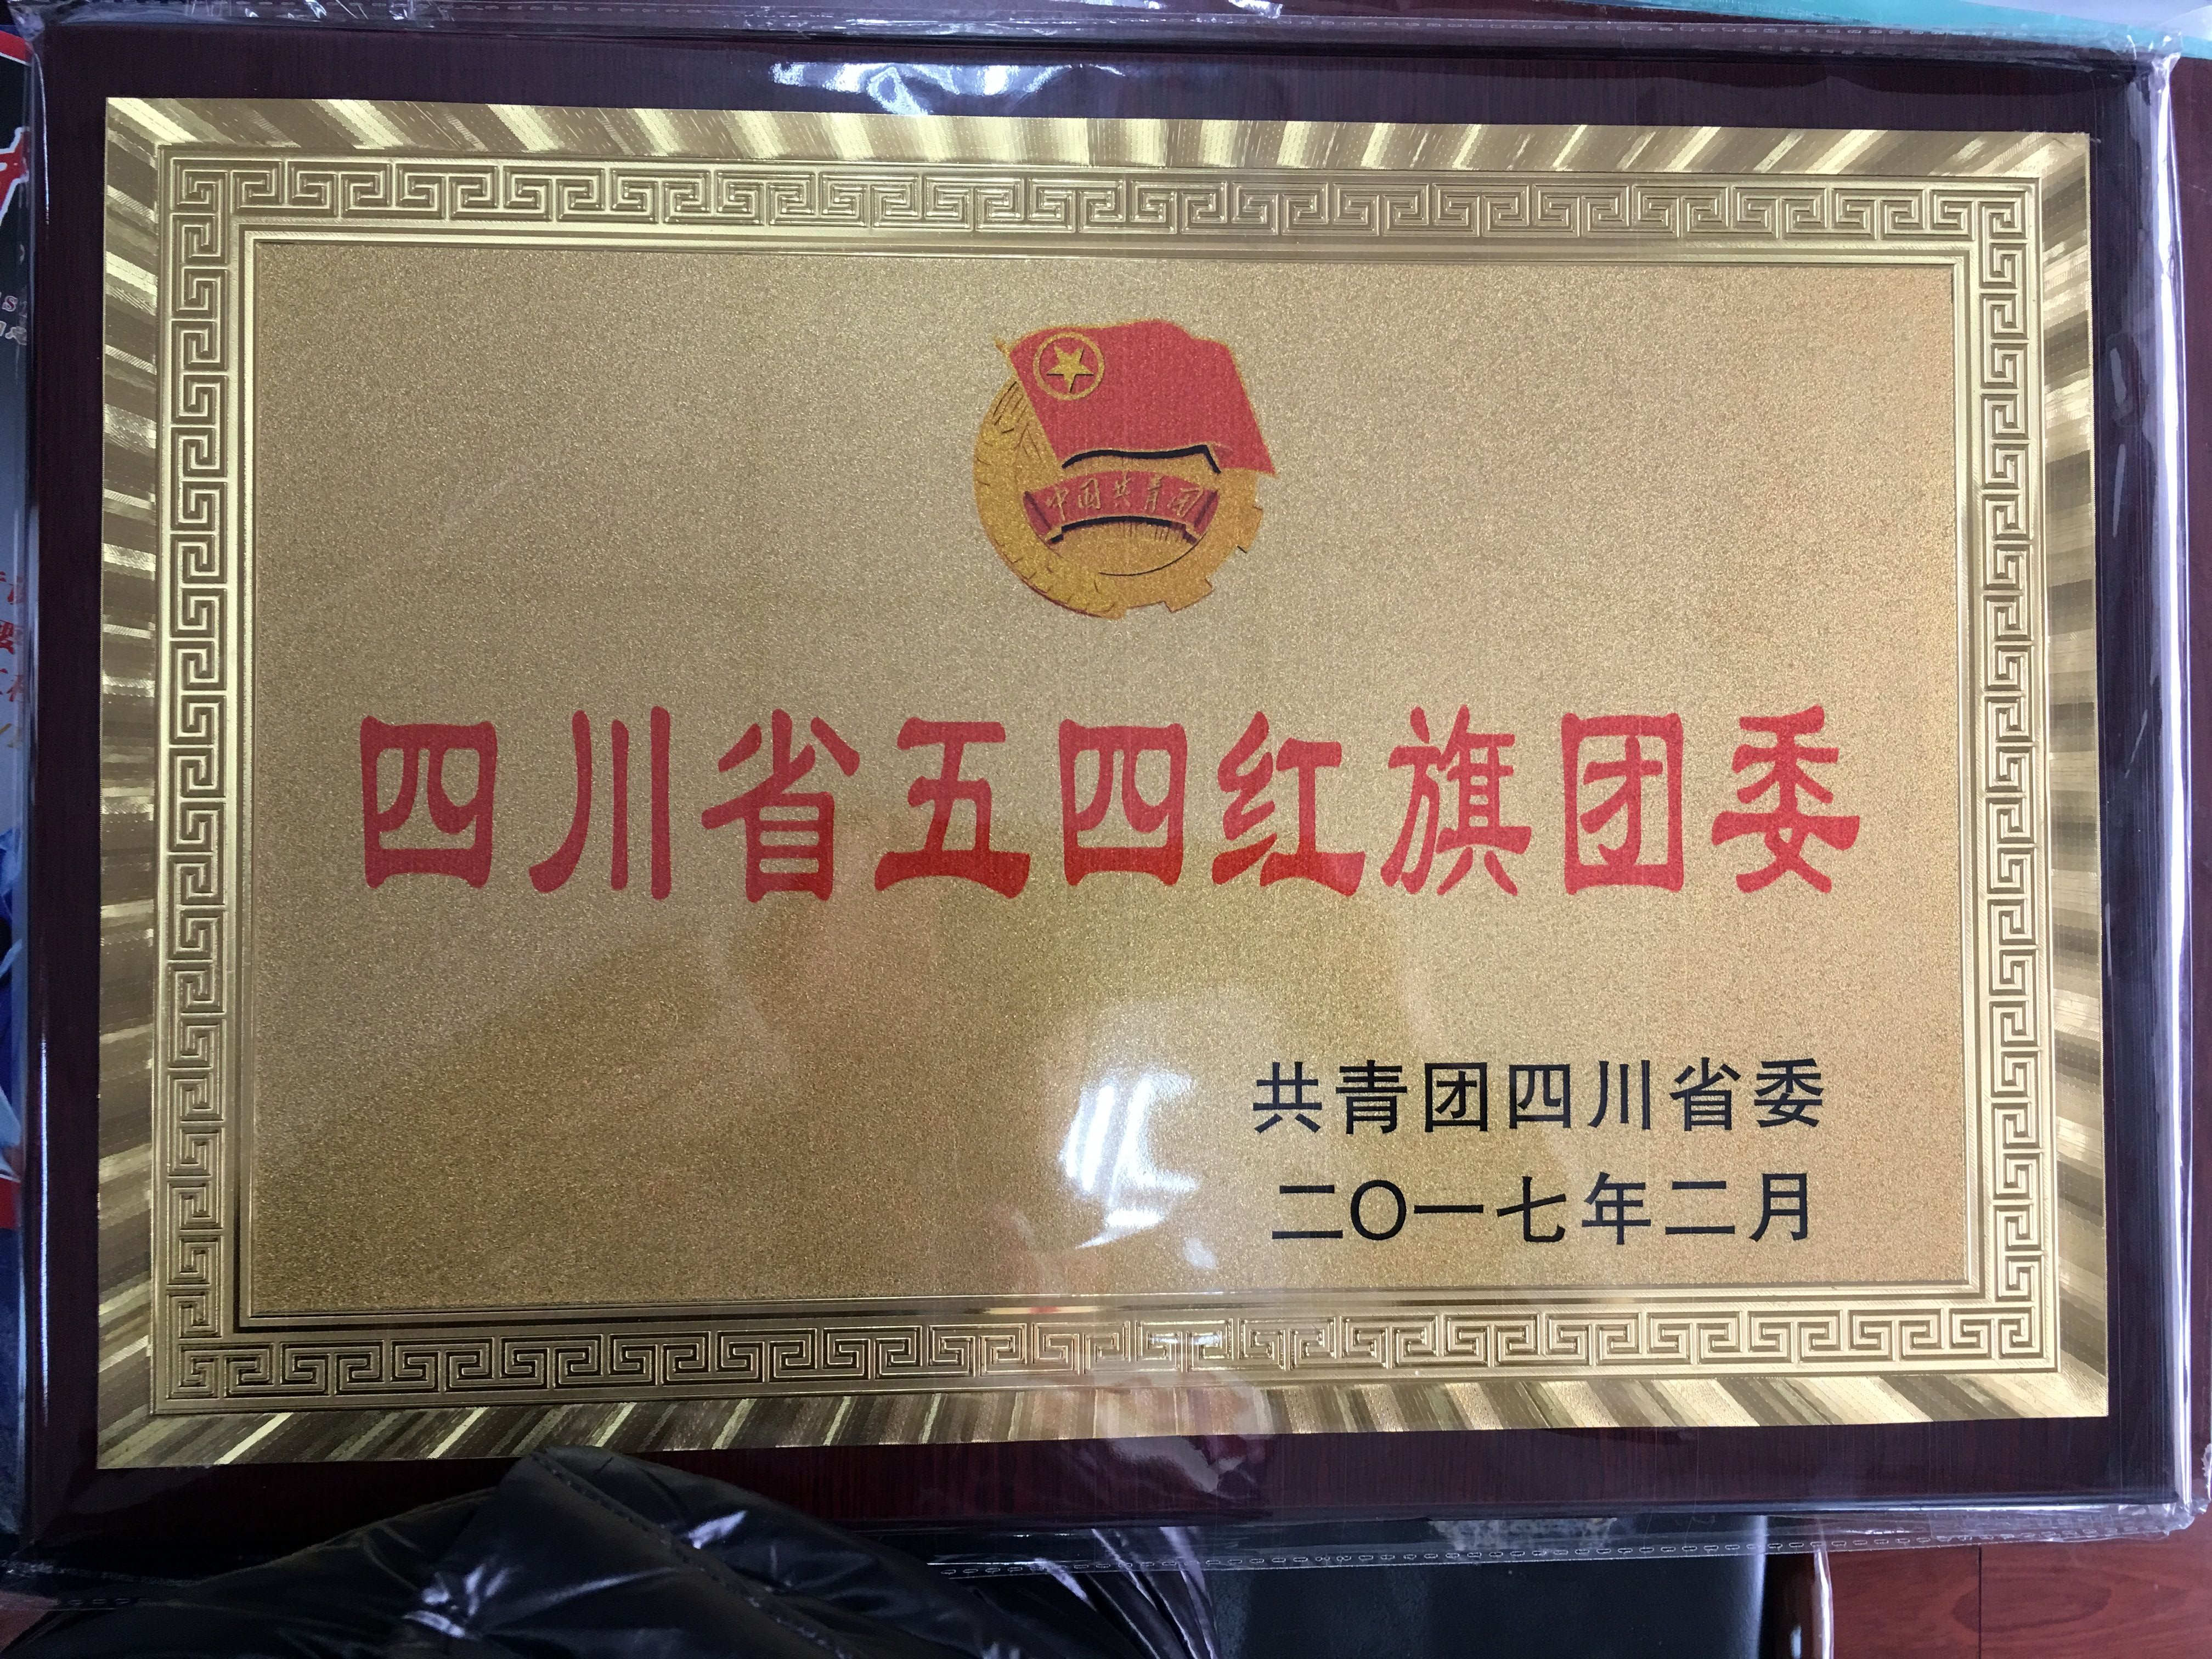 中国共青团
四川省五四红旗团委
共青团四川省委
二〇一七年二月